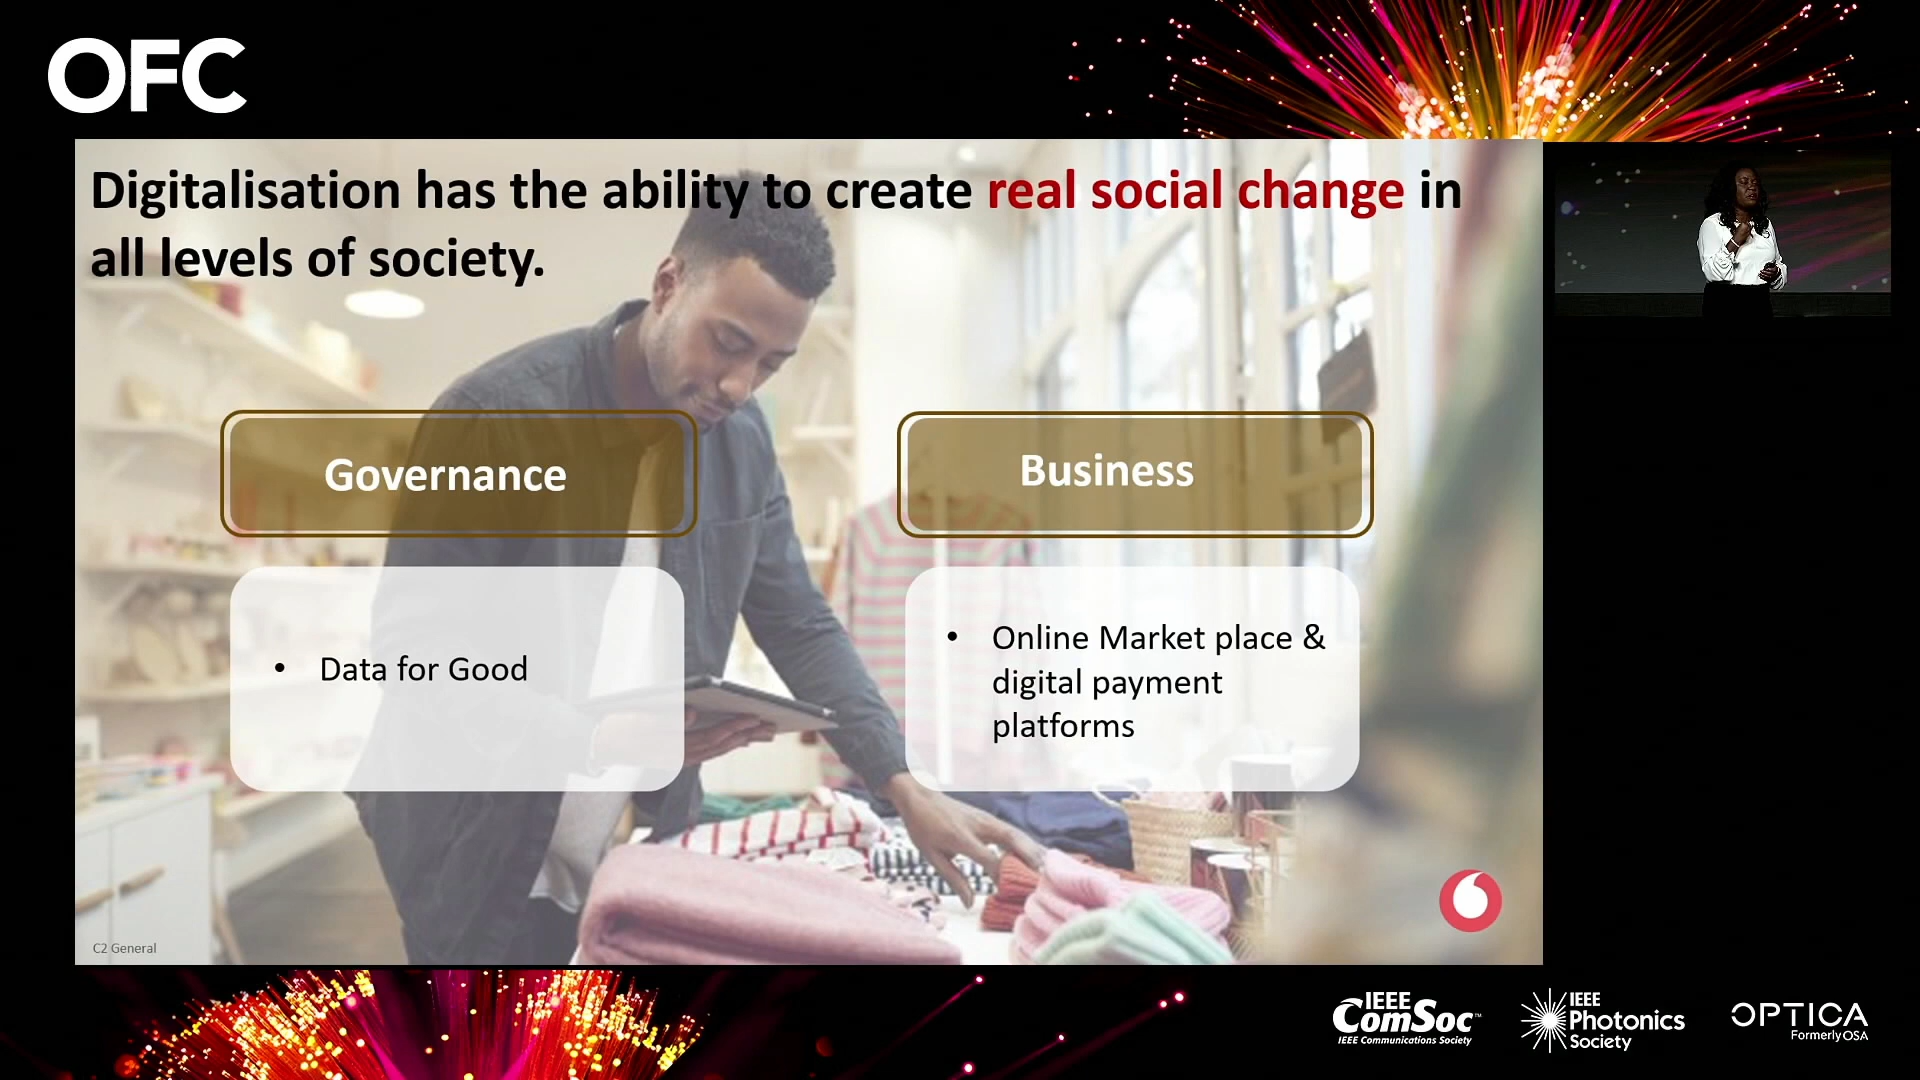 OFC
Digitalisation has the ability to create real social change in
all levels of society.
Governance
Business
• Data for Good
• Online Market place &
digital payment
platforms
C2 General
IEEE
ComSoc™
IEEE Communications Society
IEEE
Photonics
Society
OPTICA
Formerly OSA